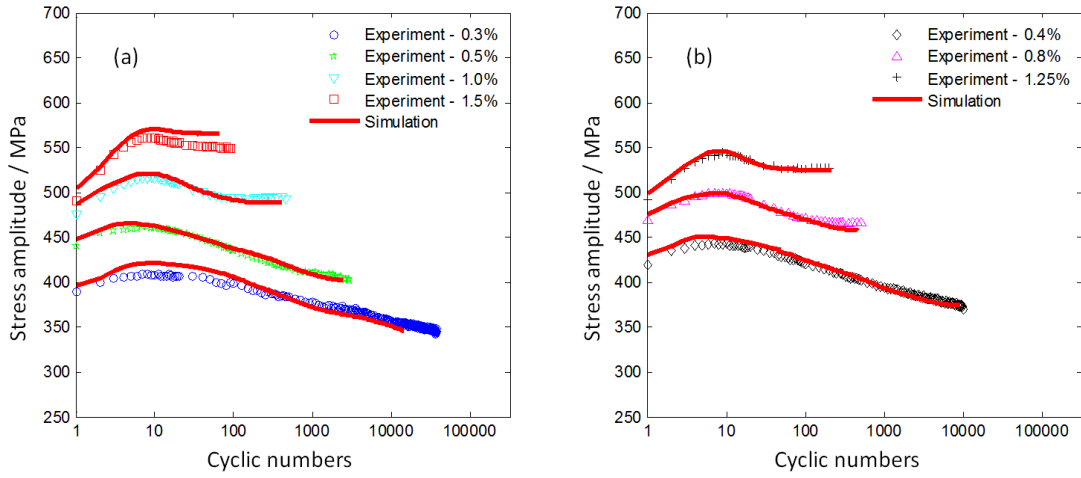 (a)
Experiment - 0.3%
Experiment - 0.5%
Experiment - 1.0%
Experiment - 1.5%
Simulation
700
650
600
550
500
450
400
350
300
250
Stress amplitude / MPa
1
10
100
1000
10000
100000
Cyclic numbers
(b)
Experiment - 0.4%
Experiment - 0.8%
Experiment - 1.25%
Simulation
700
650
600
550
500
450
400
350
300
250
Stress amplitude / MPa
1
10
100
1000
10000
100000
Cyclic numbers